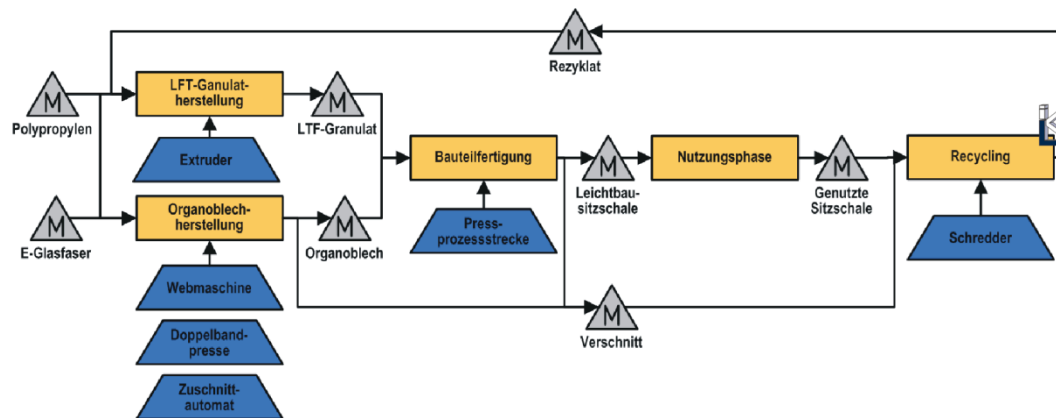 M
Rezyklat
M
Polypropylen
LFT-Ganulat-
herstellung
M
LTF-Granulat
Extruder
Bauteilfertigung
M
Leichtbau-
sitzschale
Nutzungsphase
M
Genutzte
Sitzschale
Recycling
M
E-Glasfaser
Organoblech-
herstellung
M
Organoblech
Press-
prozessstrecke
Schredder
Webmaschine
M
Verschnitt
Doppelband-
presse
Zuschnitt-
automat